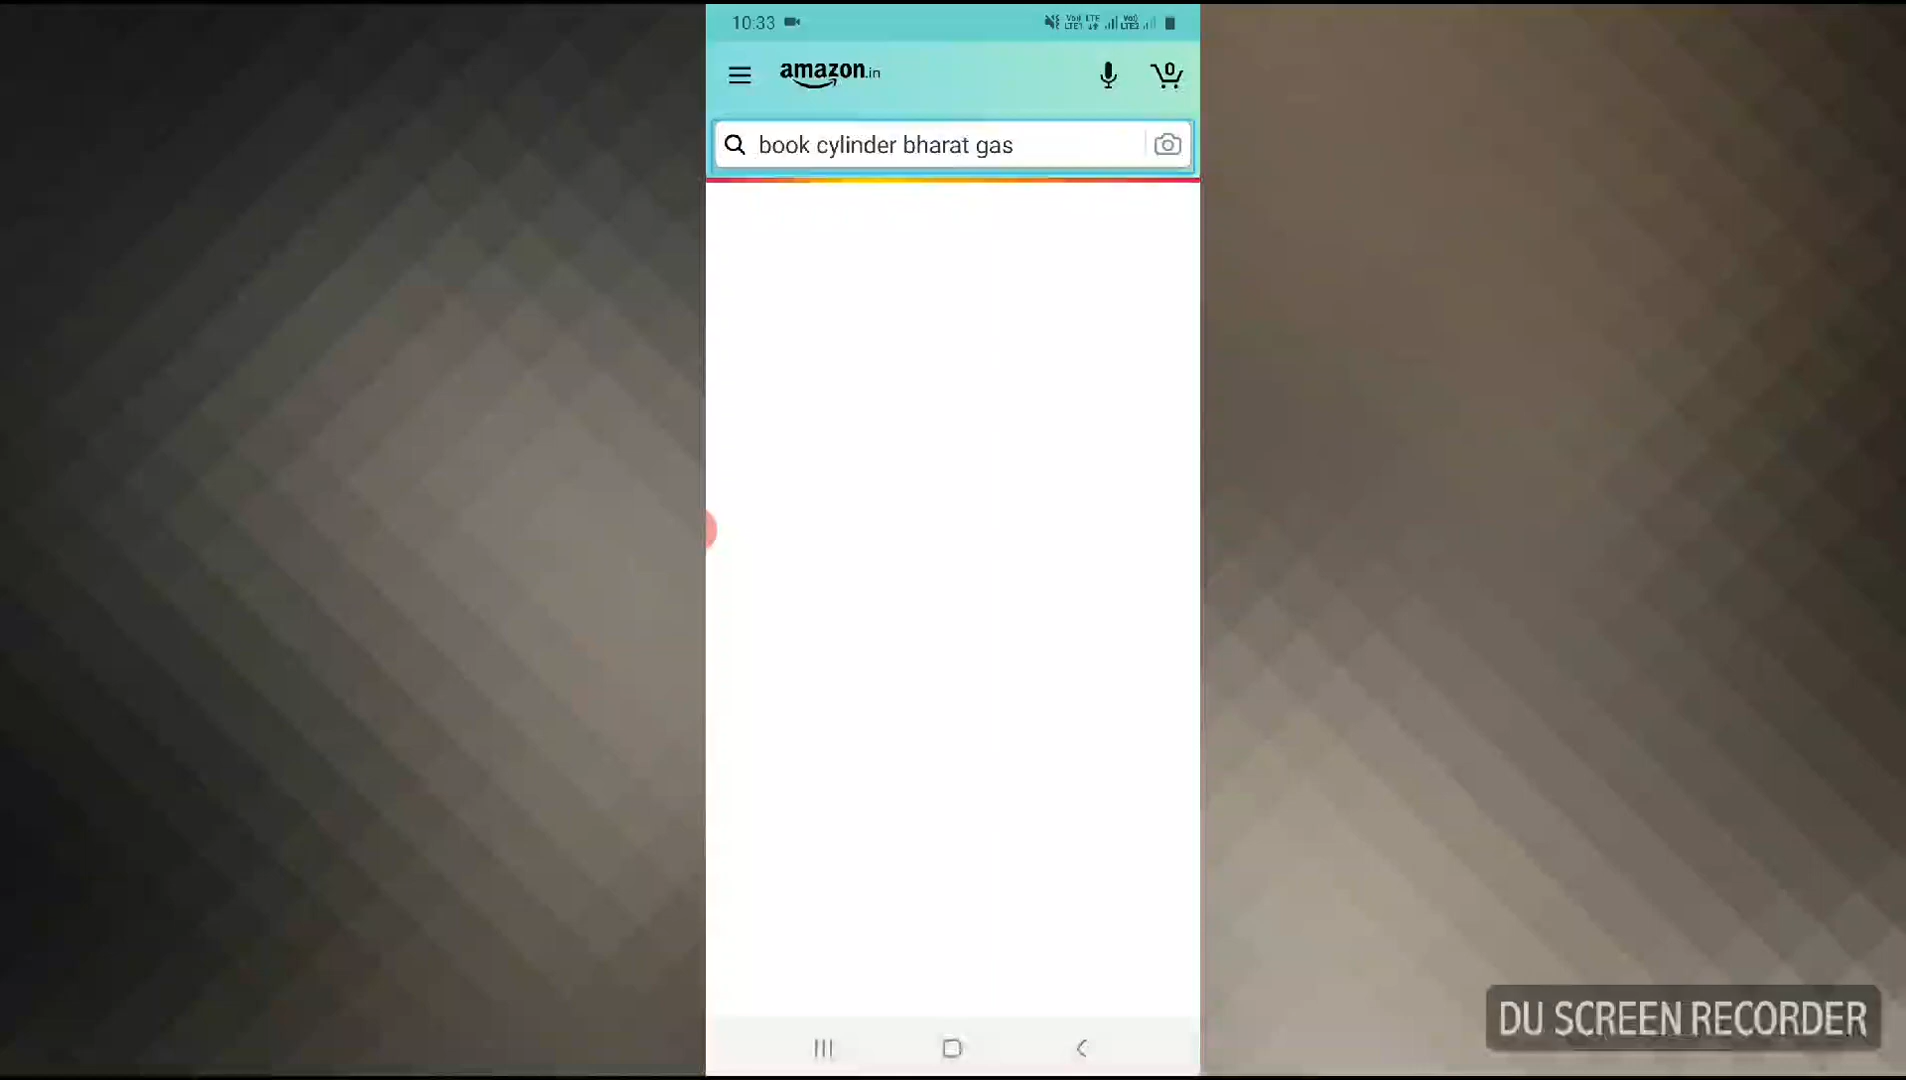 10:33
amazon.in
0
book cylinder bharat gas
DU SCREEN RECORDER